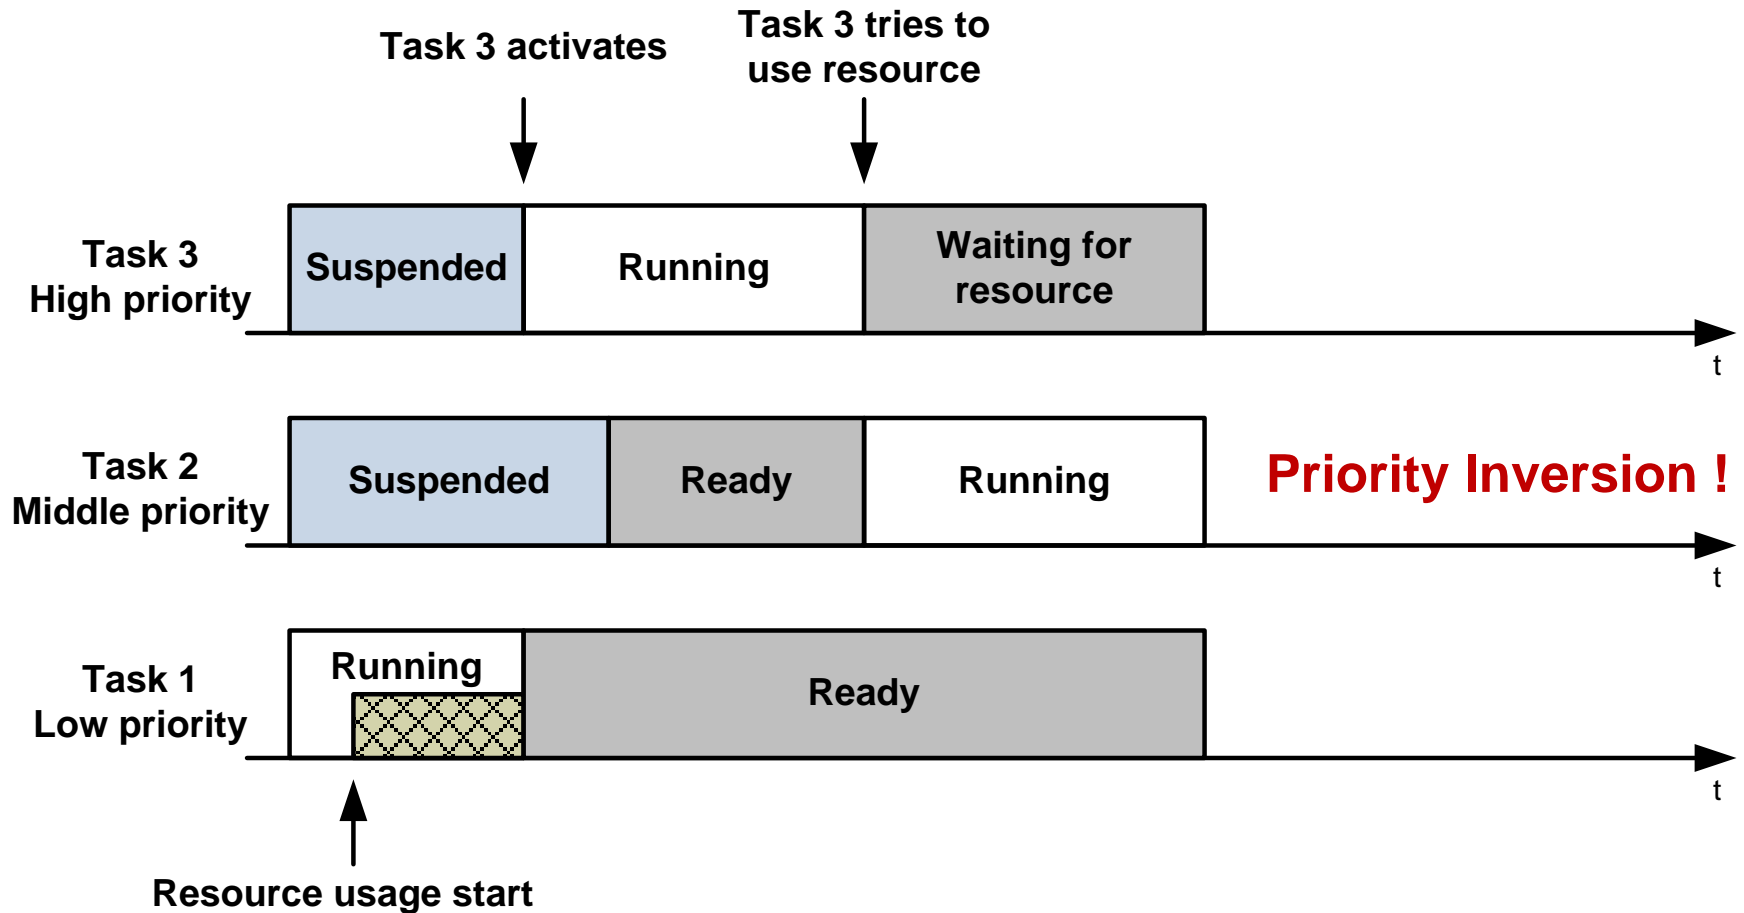 Task 3 activates
Task 3 tries to
use resource
Task 3
High priority
Suspended
Running
Waiting for
resource
t
Task 2
Middle priority
Suspended
Ready
Running
Priority Inversion !
t
Task 1
Low priority
Running
Ready
t
Resource usage start